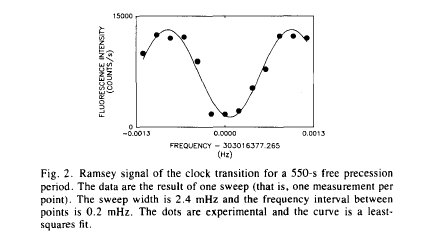 15000
FLUORESCENCE INTENSITY
(COUNTS/s)
0
-0.0013
0.0000
0.0013
FREQUENCY - 303016377.265
(Hz)
Fig. 2. Ramsey signal of the clock transition for a 550-s free precession
period. The data are the result of one sweep (that is, one measurement per
point). The sweep width is 2.4 mHz and the frequency interval between
points is 0.2 mHz. The dots are experimental and the curve is a least-
squares fit.